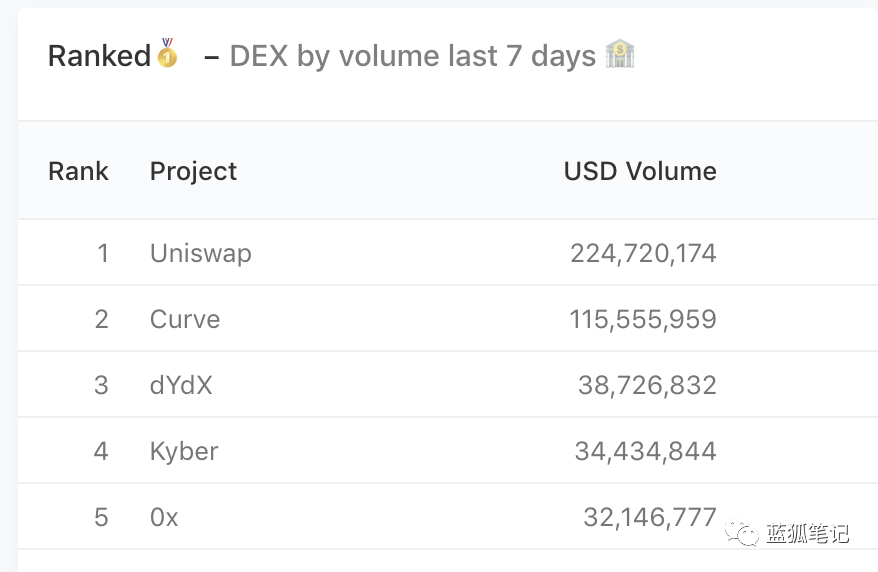 Ranked🥇 – DEX by volume last 7 days 🏦
Rank Project USD Volume
1 Uniswap 224,720,174
2 Curve 115,555,959
3 dYdX 38,726,832
4 Kyber 34,434,844
5 0x 32,146,777
蓝狐笔记